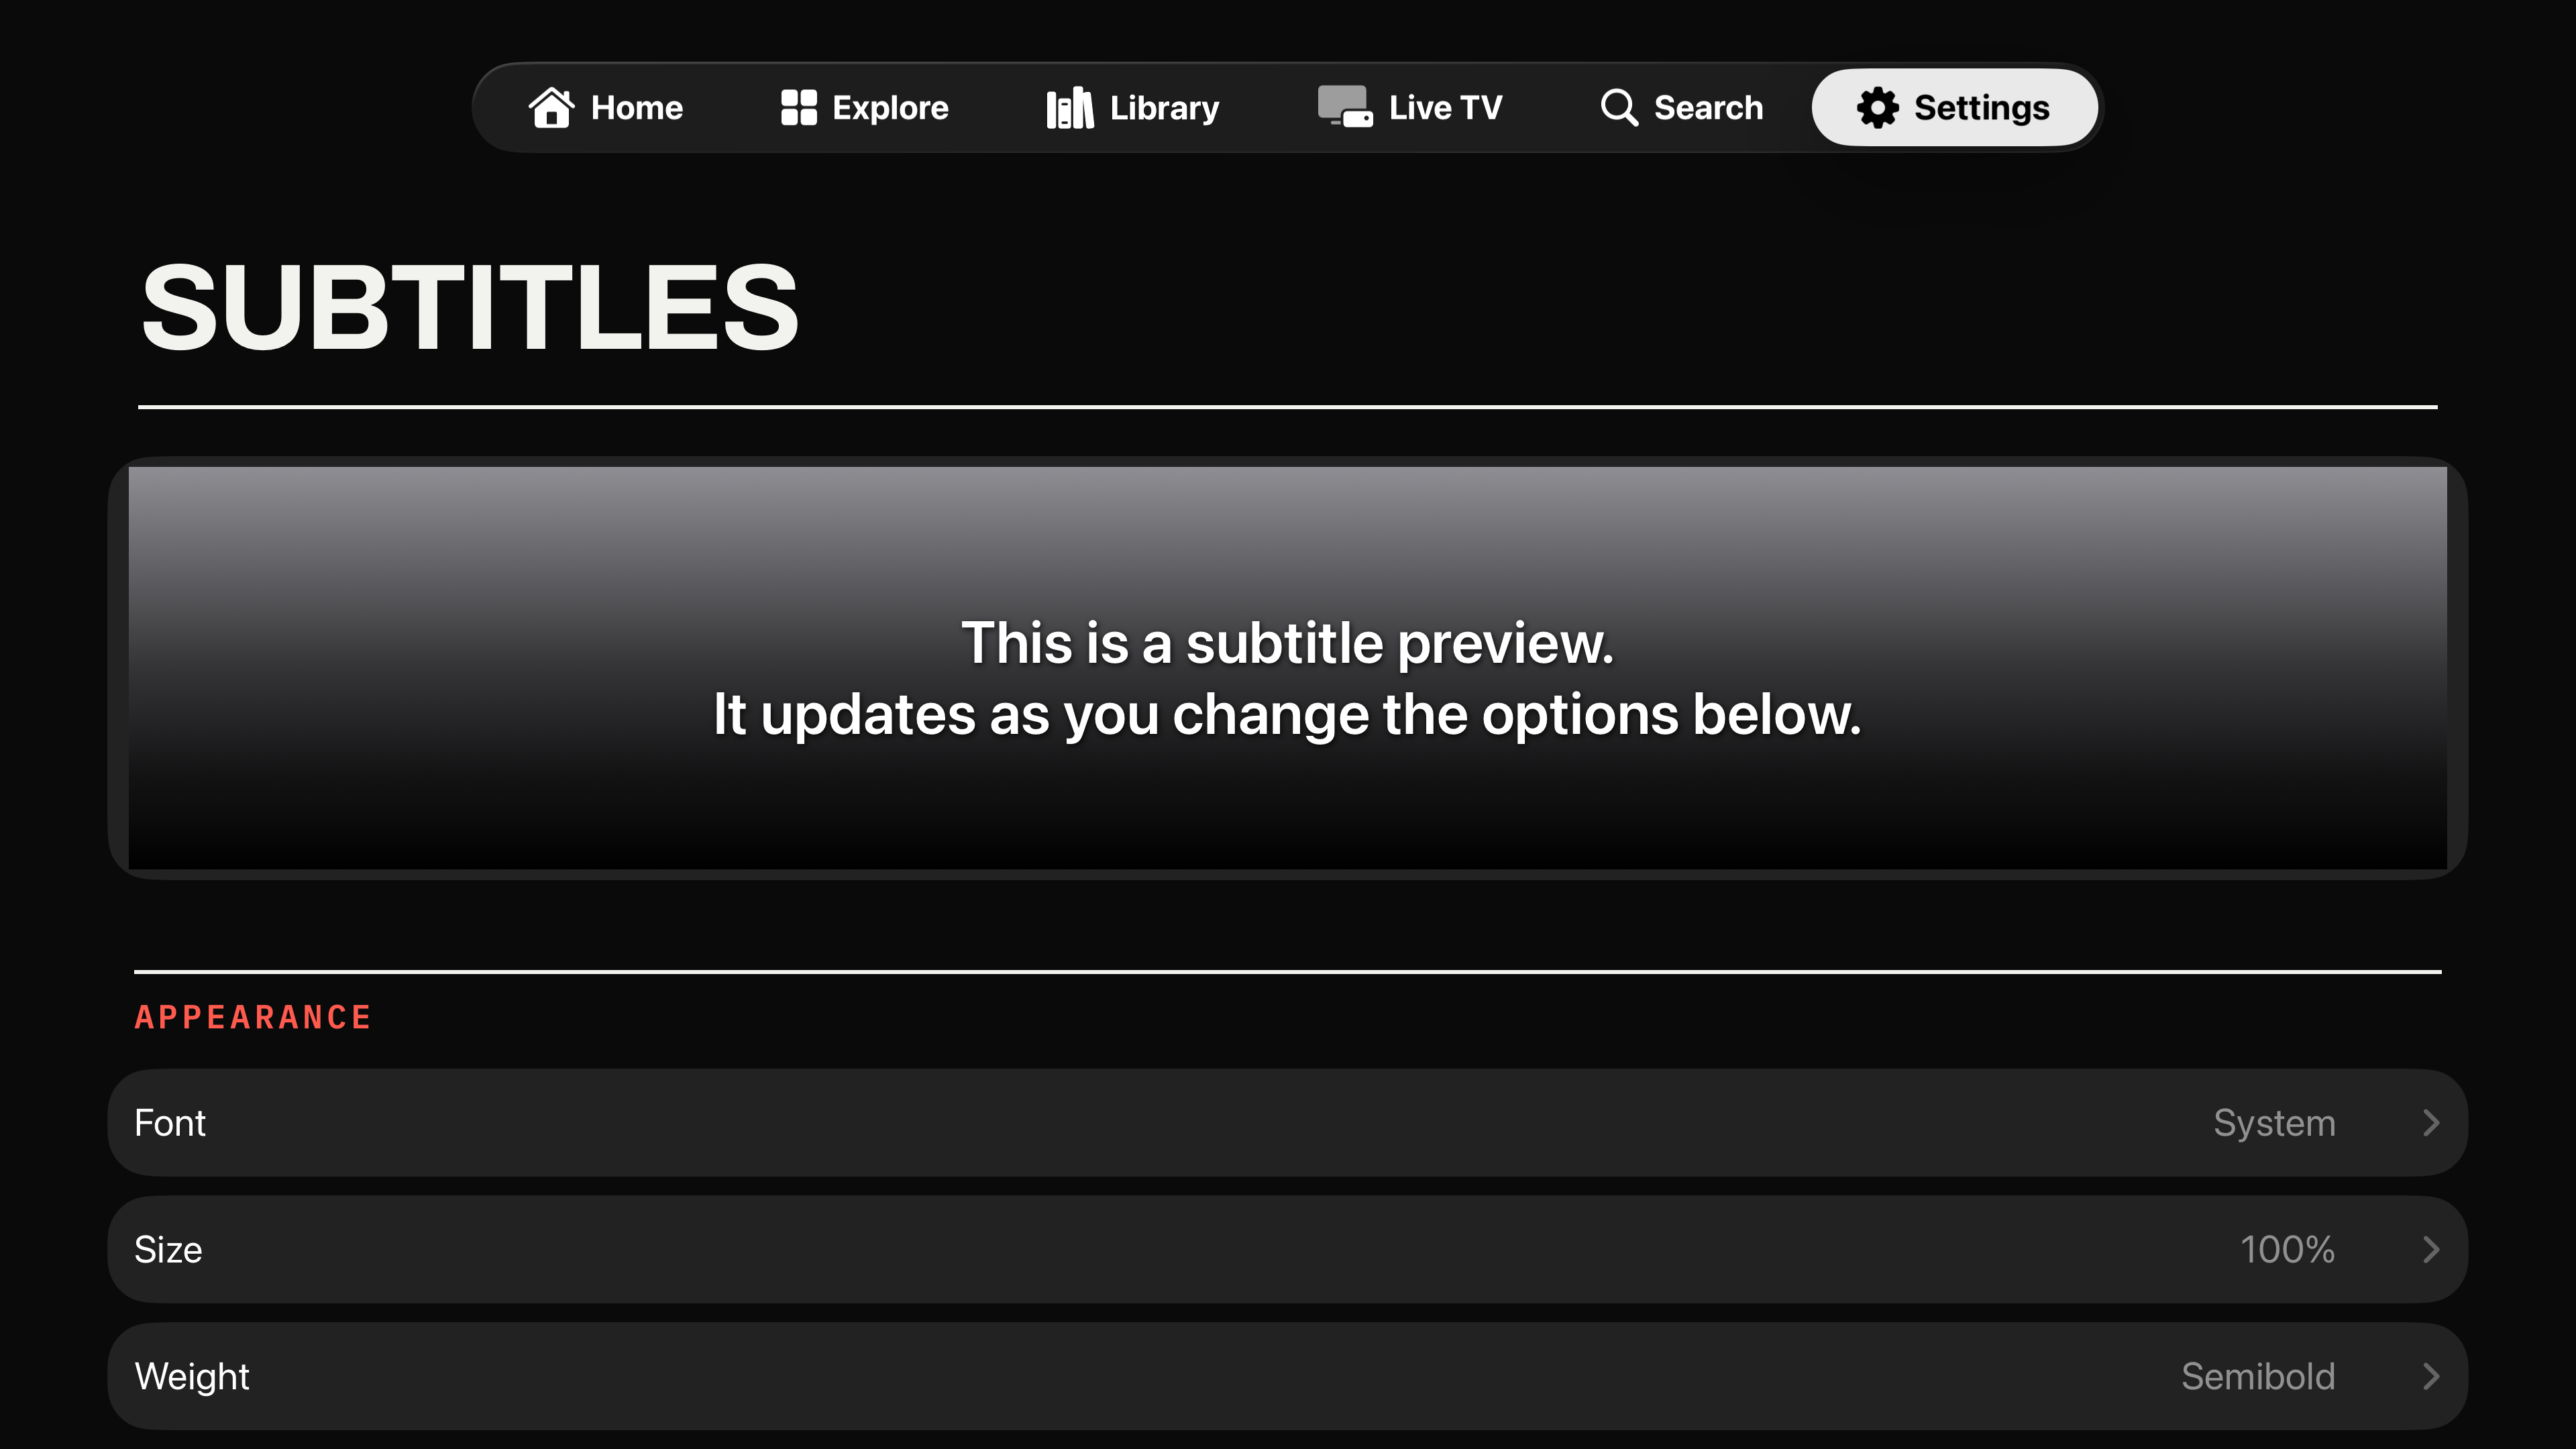 Home
Explore
Library
Live TV
Search
Settings
SUBTITLES
This is a subtitle preview.
It updates as you change the options below.
APPEARANCE
Font System
Size 100%
Weight Semibold